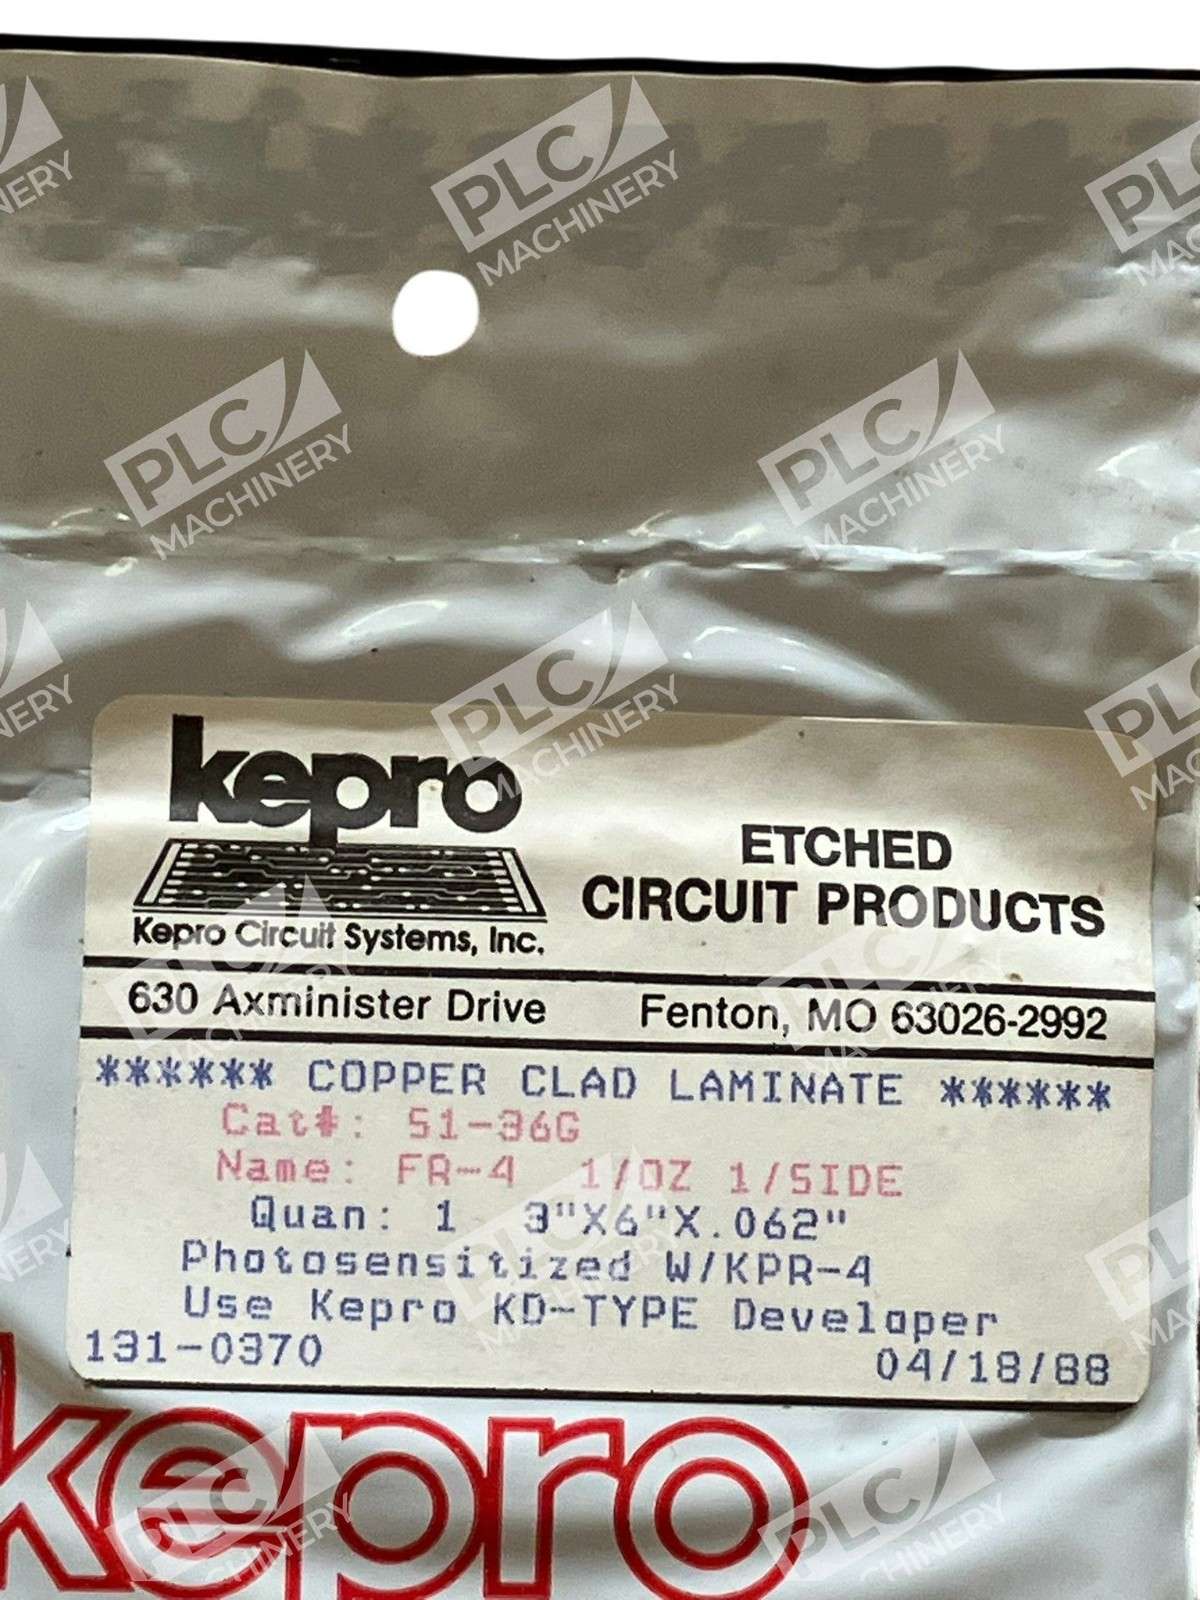 PLC
MACHINERY
kepro
Kepro Circuit Systems, Inc.
ETCHED
CIRCUIT PRODUCTS
630 Axminister Drive Fenton, MO 63026-2992
****** COPPER CLAD LAMINATE ******
Cat#: S1-36G
Name: FR-4 1/OZ 1/SIDE
Quan: 1 3"X6"X.062"
Photosensitized W/KPR-4
Use Kepro KD-TYPE Developer
131-0370 04/18/88
kepro